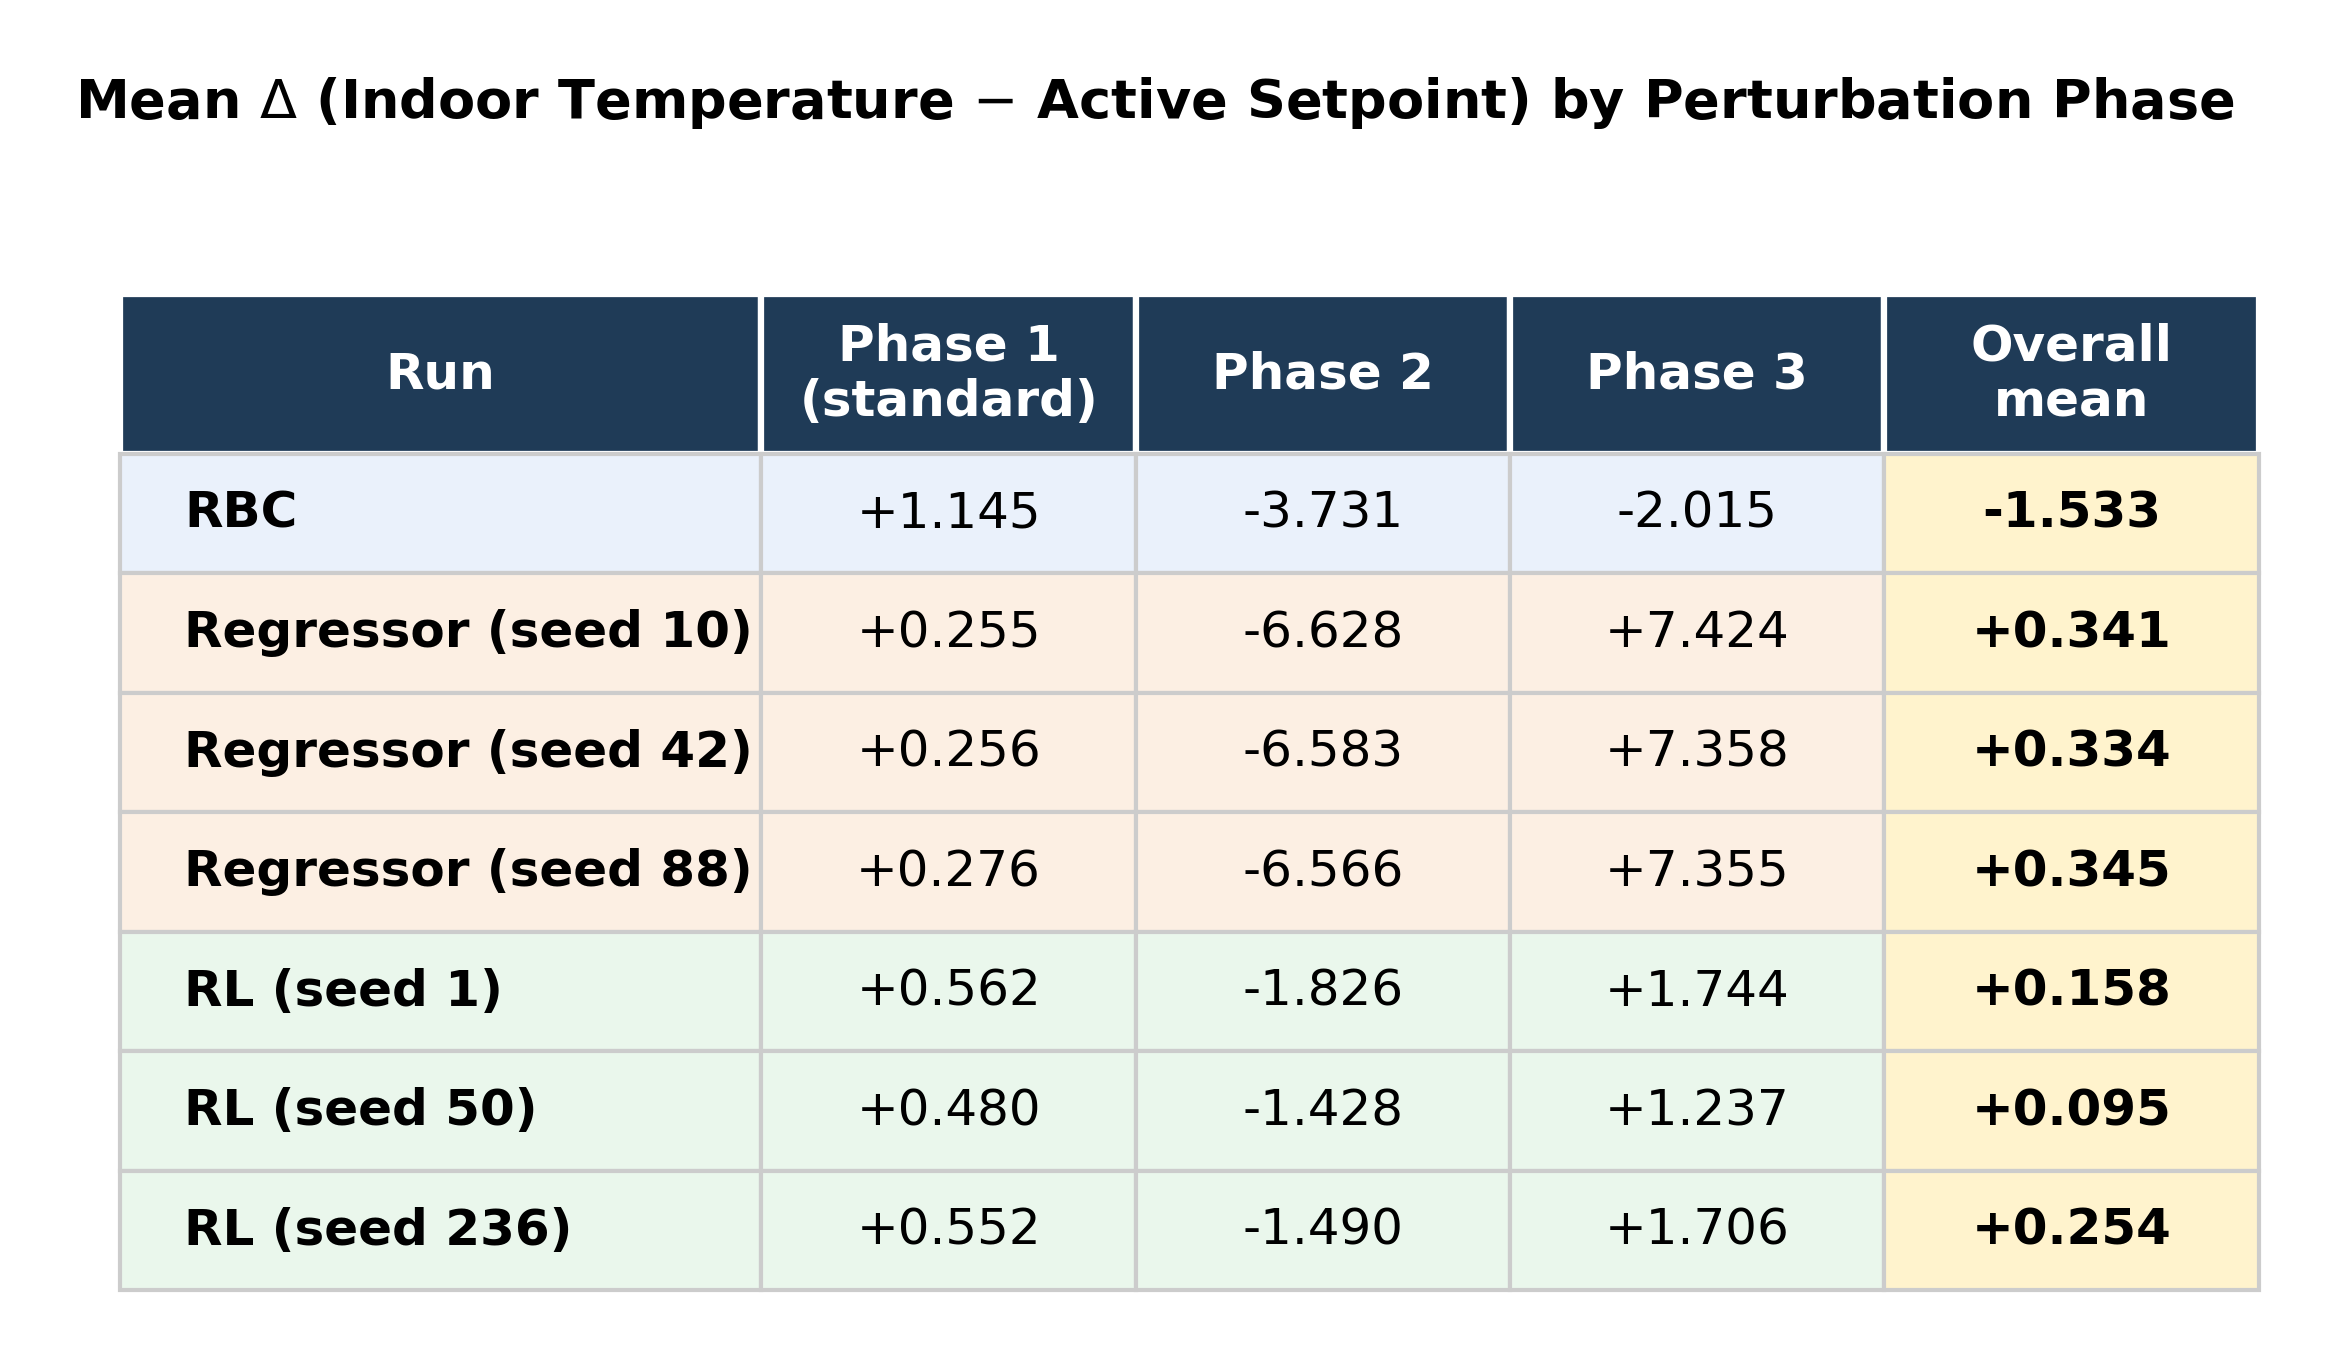 Mean Δ (Indoor Temperature − Active Setpoint) by Perturbation Phase
Run Phase 1 (standard) Phase 2 Phase 3 Overall mean
RBC +1.145 -3.731 -2.015 -1.533
Regressor (seed 10) +0.255 -6.628 +7.424 +0.341
Regressor (seed 42) +0.256 -6.583 +7.358 +0.334
Regressor (seed 88) +0.276 -6.566 +7.355 +0.345
RL (seed 1) +0.562 -1.826 +1.744 +0.158
RL (seed 50) +0.480 -1.428 +1.237 +0.095
RL (seed 236) +0.552 -1.490 +1.706 +0.254